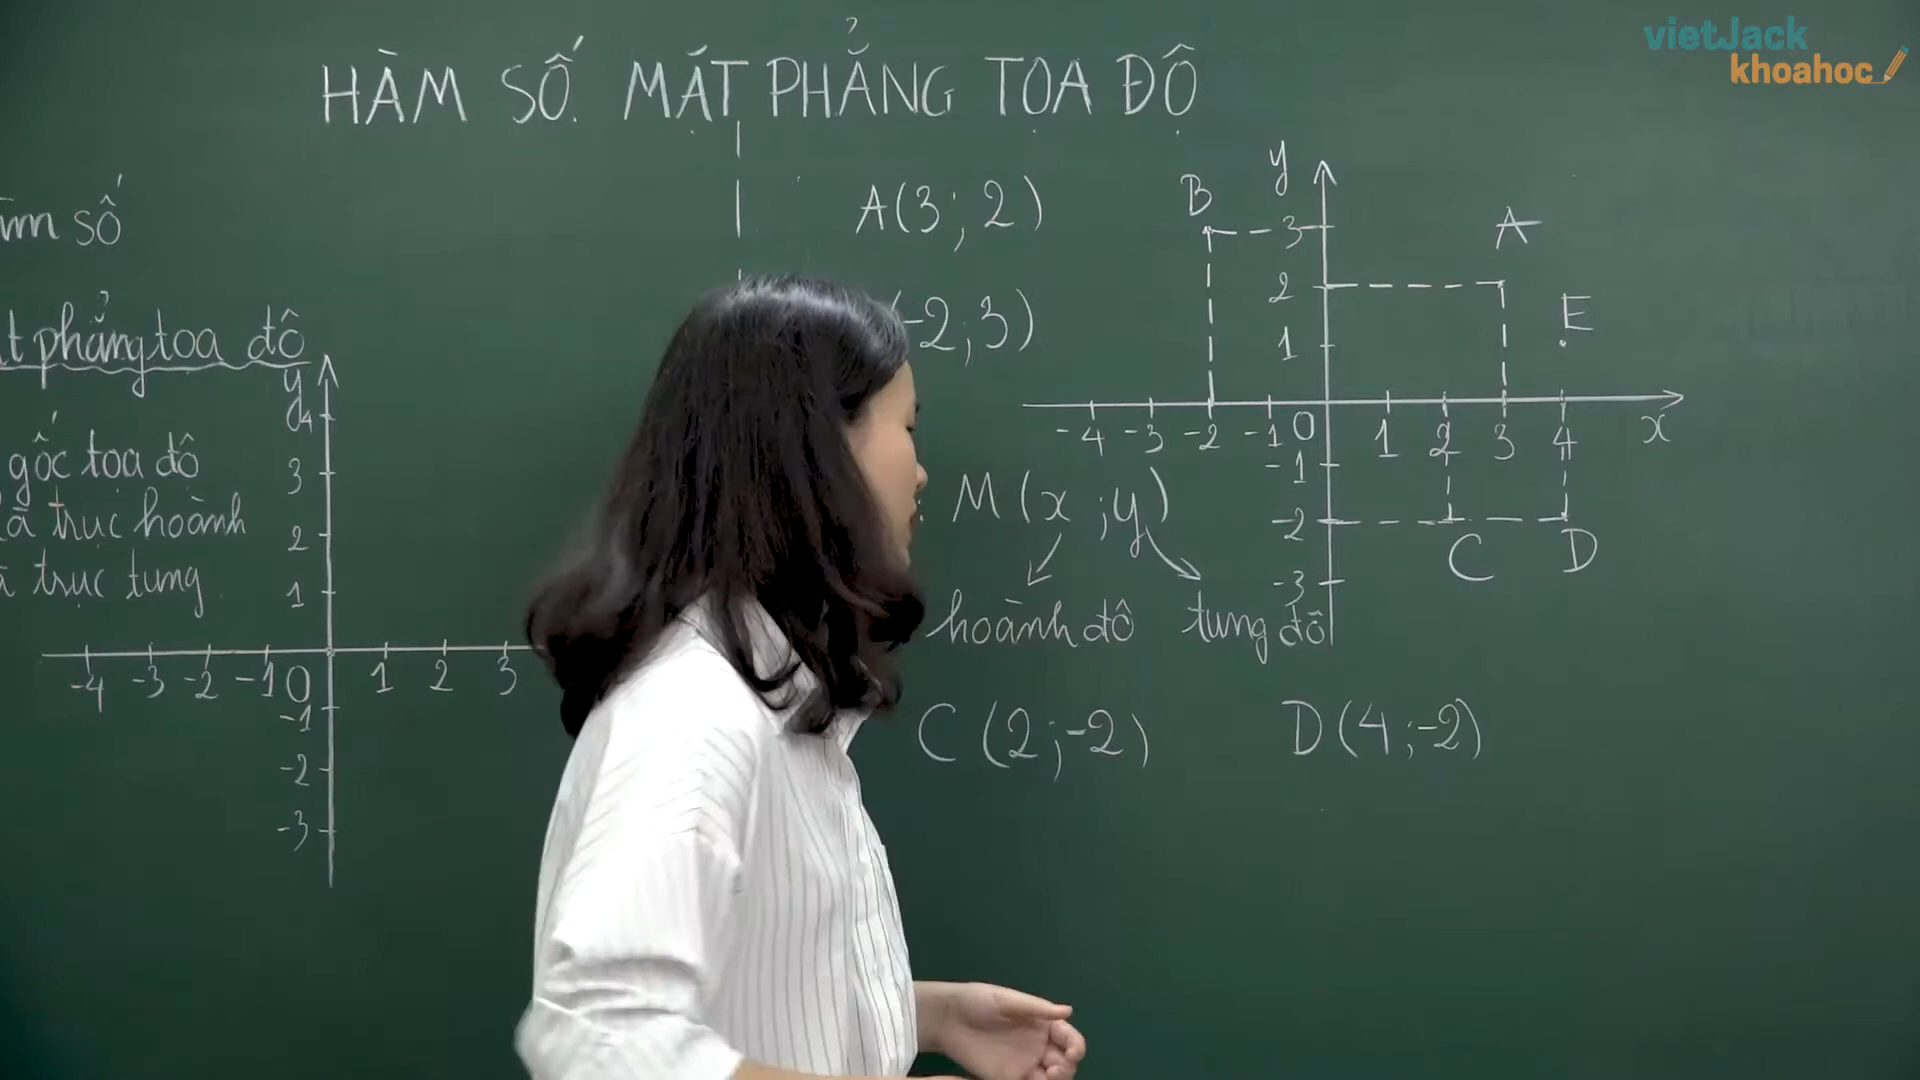 HÀM SỐ. MẶT PHẲNG TỌA ĐỘ
vietJack
khoahoc
số
phẳng tọa độ
gốc tọa độ
trục hoành
trục tung
y
4
3
2
1
-4 -3 -2 -1 0 1 2 3
-1
-2
-3
A(3; 2)
(-2; 3)
M (x ; y)
hoành độ tung độ
C (2 ; -2) D (4 ; -2)
y
B 3 A
2 E
1
-4 -3 -2 -1 0 1 2 3 4 x
-1
-2
C D
-3